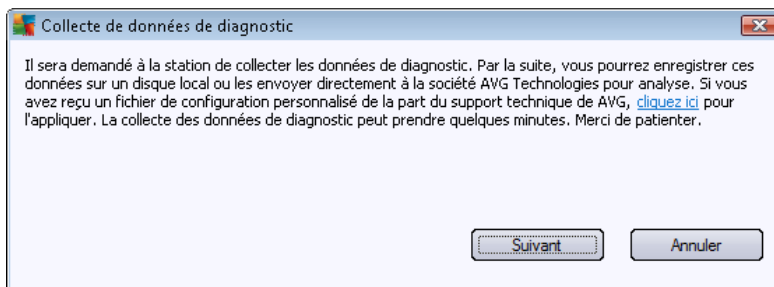 Collecte de données de diagnostic
Il sera demandé à la station de collecter les données de diagnostic. Par la suite, vous pourrez enregistrer ces
données sur un disque local ou les envoyer directement à la société AVG Technologies pour analyse. Si vous
avez reçu un fichier de configuration personnalisé de la part du support technique de AVG, cliquez ici pour
l'appliquer. La collecte des données de diagnostic peut prendre quelques minutes. Merci de patienter.
Suivant Annuler